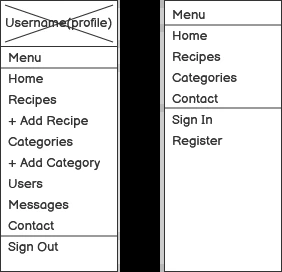 Username(profile)
Menu
Home
Recipes
+ Add Recipe
Categories
+ Add Category
Users
Messages
Contact
Sign Out
Menu
Home
Recipes
Categories
Contact
Sign In
Register